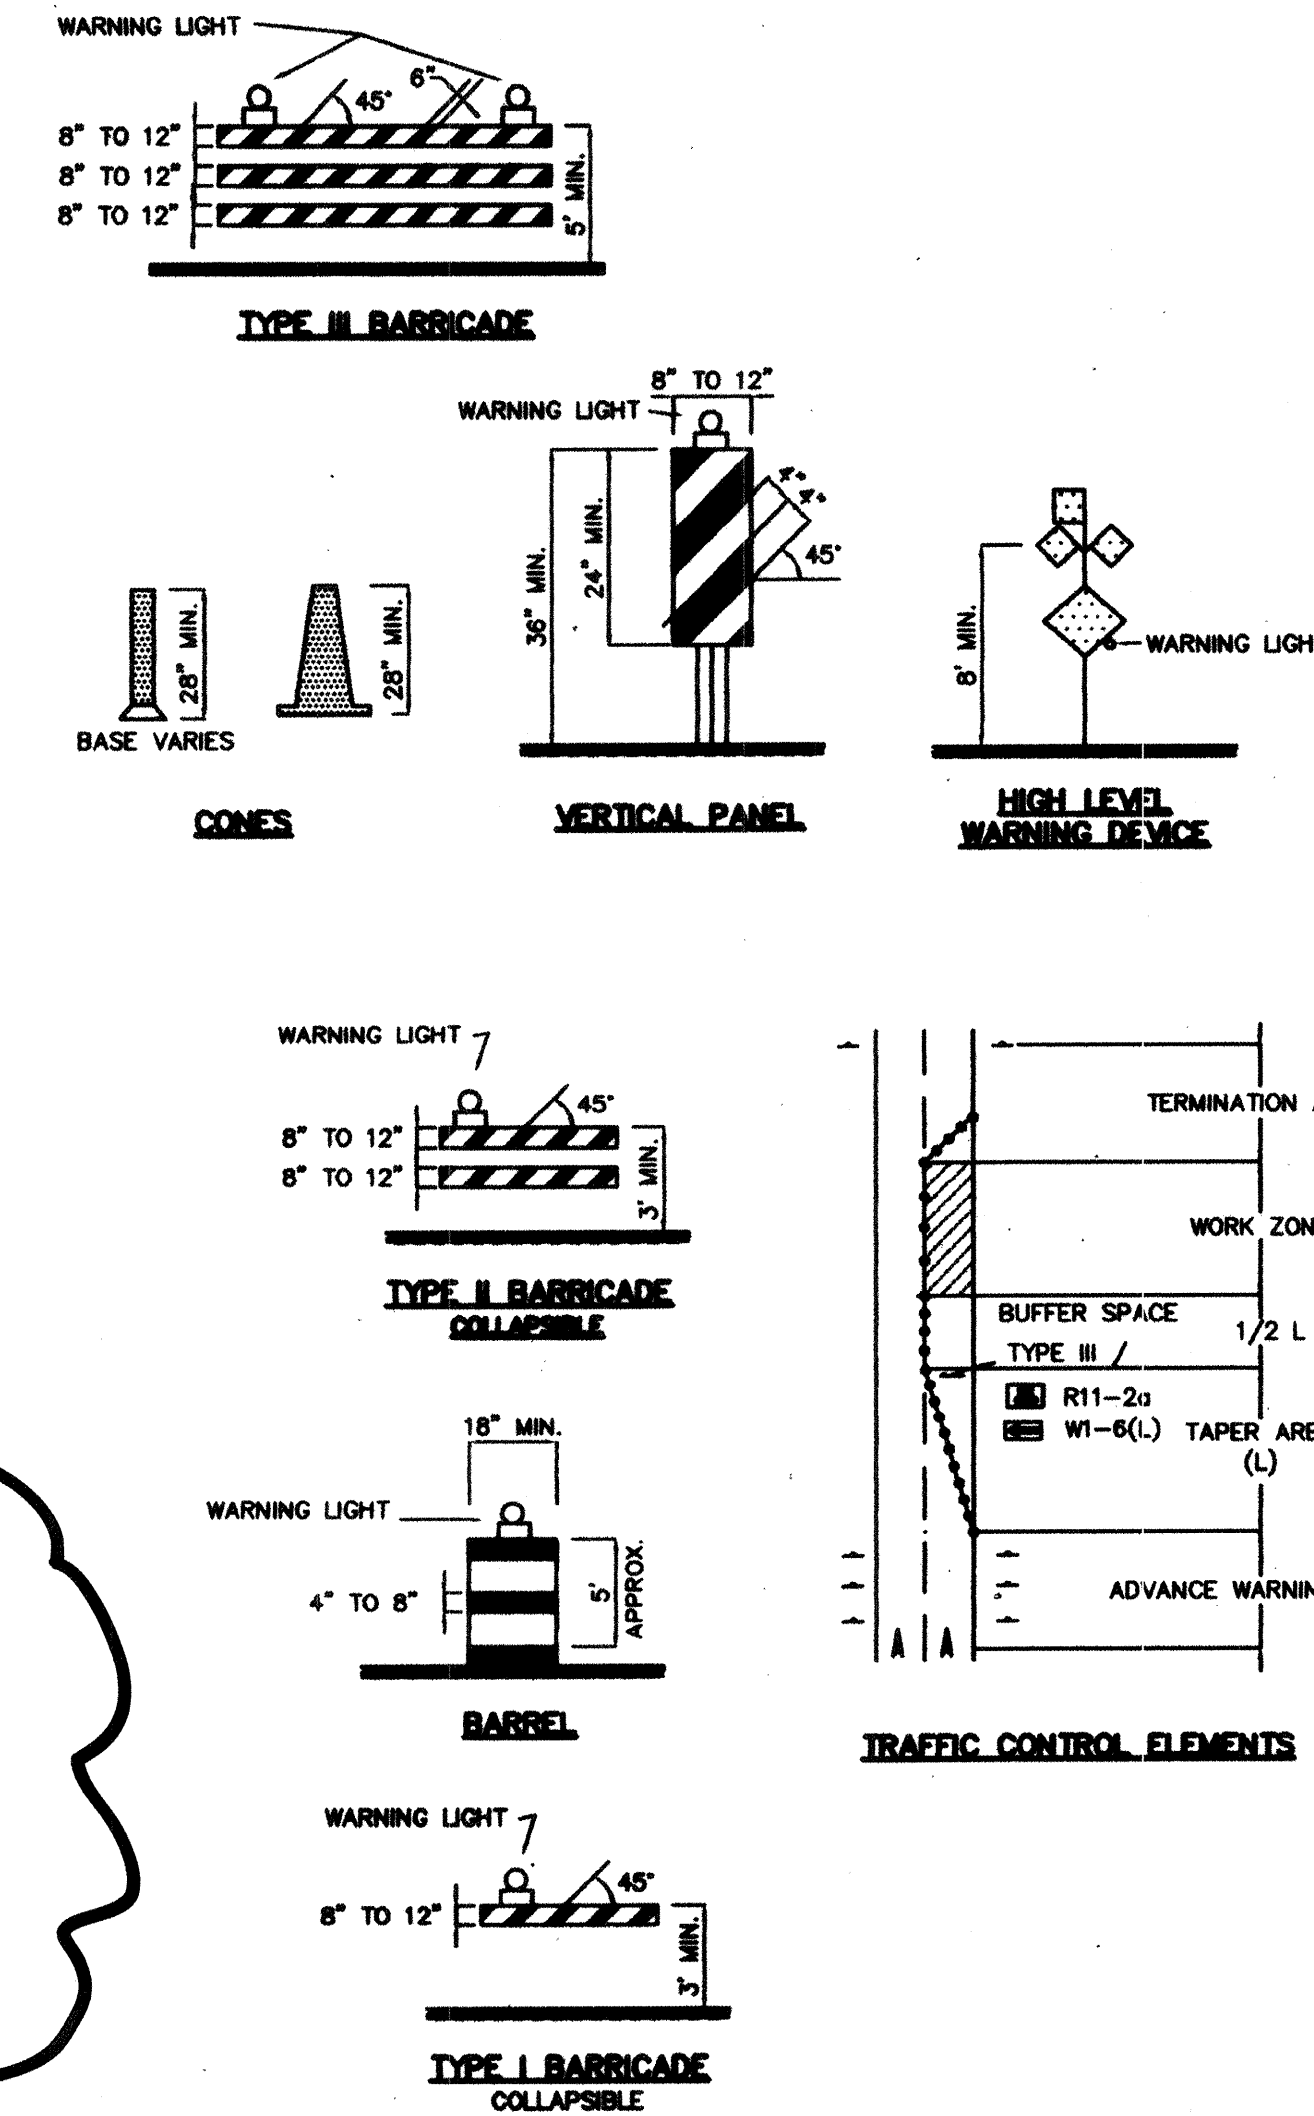 WARNING LIGHT
6"
45°
8" TO 12"
8" TO 12"
8" TO 12"
5' MIN.
TYPE III BARRICADE
8" TO 12"
WARNING LIGHT
36" MIN.
24" MIN.
4"
4"
45°
VERTICAL PANEL
28" MIN.
28" MIN.
BASE VARIES
CONES
8' MIN.
WARNING LIGH
HIGH LEVEL
WARNING DEVICE
WARNING LIGHT
45°
8" TO 12"
8" TO 12"
3' MIN.
TYPE II BARRICADE
COLLAPSIBLE
18" MIN.
WARNING LIGHT
4" TO 8"
5'
APPROX.
BARREL
TERMINATION
WORK ZON
BUFFER SPACE
1/2 L
TYPE III
R11-2a
W1-6(L)
TAPER ARE
(L)
ADVANCE WARNIN
TRAFFIC CONTROL ELEMENTS
WARNING LIGHT
45°
8" TO 12"
3' MIN.
TYPE I BARRICADE
COLLAPSIBLE